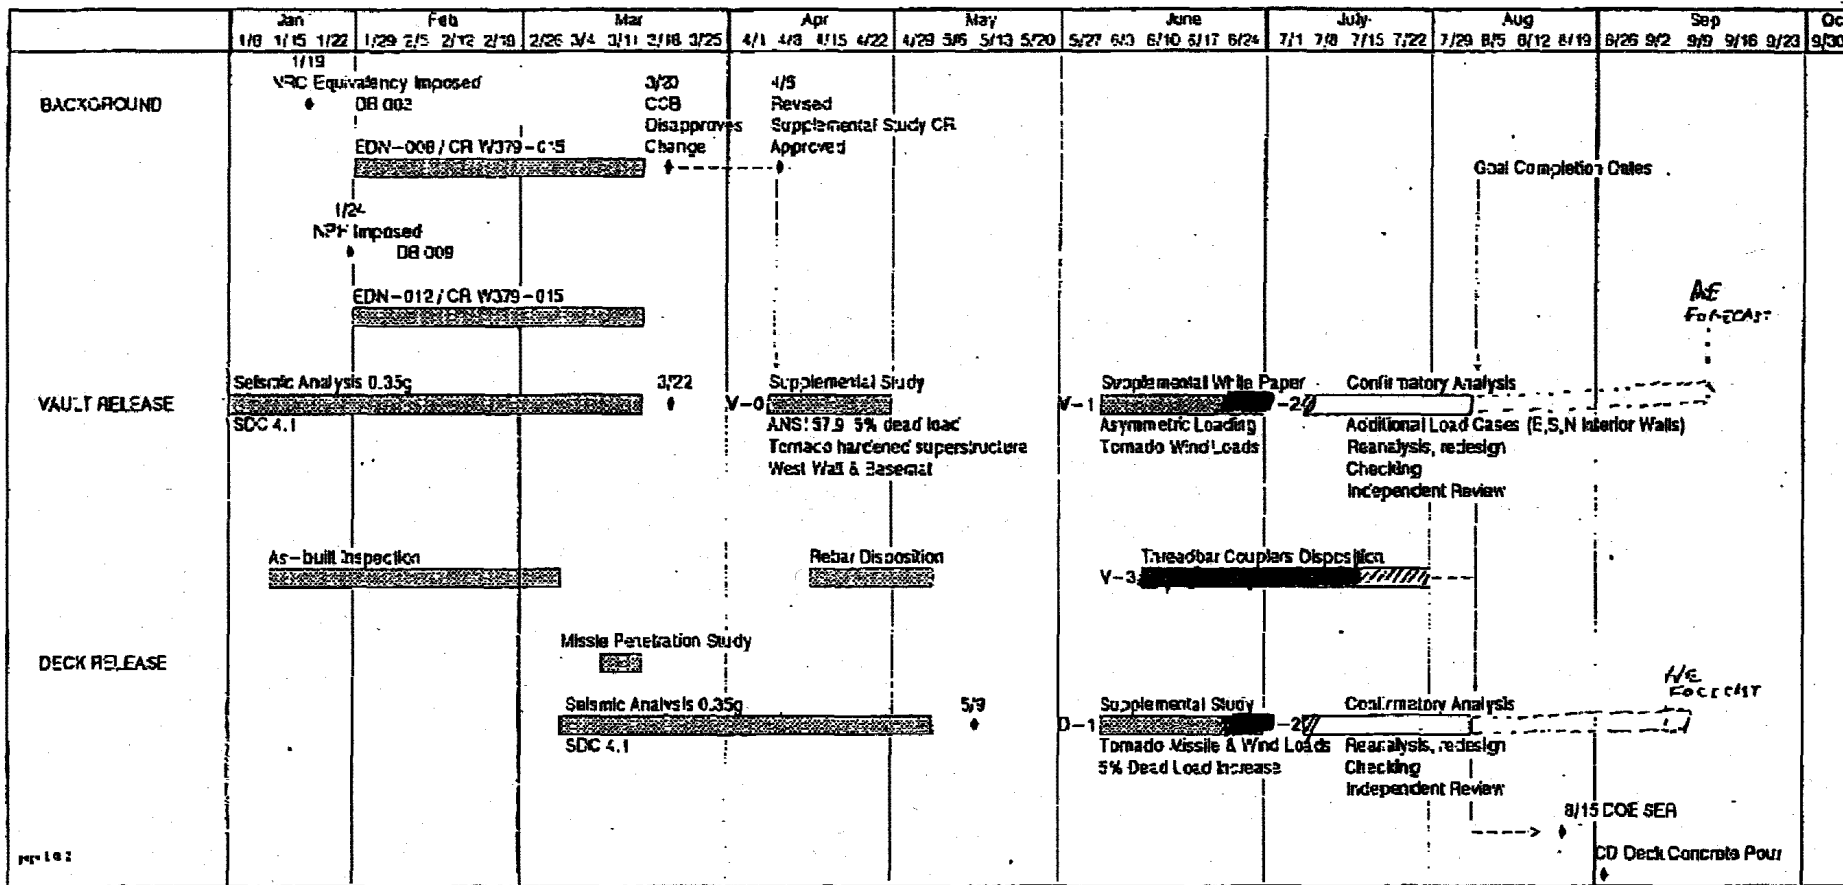 Jan Feb Mar Apr May June July Aug Sep Oc
1/8 1/15 1/22 1/29 2/5 2/12 2/19 2/26 3/4 3/11 3/18 3/25 4/1 4/8 4/15 4/22 4/29 5/6 5/13 5/20 5/27 6/3 6/10 6/17 6/24 7/1 7/8 7/15 7/22 7/29 8/5 8/12 8/19 8/26 9/2 9/9 9/16 9/23 9/30
BACKGROUND
1/19
NRC Equivalency Imposed
DB 003
EDN-008 / CR W379-015
3/20
CCB
Disapproves
Change
4/5
Revised
Supplemental Study CR
Approved
Goal Completion Dates
1/24
NPH Imposed
DB 009
EDN-012 / CR W379-015
AE
FORECAST
VAULT RELEASE
Seismic Analysis 0.35g
SDC 4.1
3/22
V-0
Supplemental Study
ANSI 57.9 5% dead load
Tornado hardened superstructure
West Wall & Basemat
V-1
Supplemental White Paper
Asymmetric Loading
Tornado Wind Loads
-2
Confirmatory Analysis
Additional Load Cases (E,S,N Interior Walls)
Reanalysis, redesign
Checking
Independent Review
As-built Inspection
Rebar Disposition
V-3
Threadbar Couplers Disposition
DECK RELEASE
Missle Penetration Study
Seismic Analysis 0.35g
SDC 4.1
5/9
D-1
Supplemental Study
Tornado Missile & Wind Loads
5% Dead Load Increase
-2
Confirmatory Analysis
Reanalysis, redesign
Checking
Independent Review
FORECAST
8/15 DOE SER
CD Deck Concrete Pour